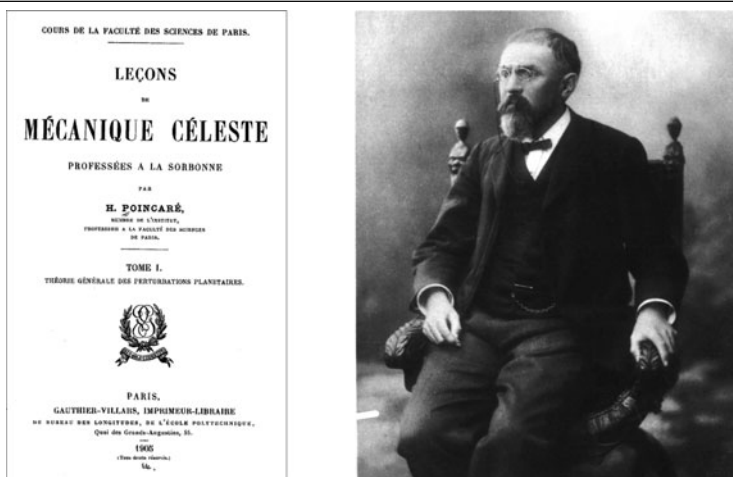 COURS DE LA FACULTÉ DES SCIENCES DE PARIS.
LEÇONS
DE
MÉCANIQUE CÉLESTE
PROFESSÉES A LA SORBONNE
PAR
H. POINCARÉ,
MEMBRE DE L'INSTITUT,
PROFESSEUR A LA FACULTÉ DES SCIENCES
DE PARIS.
TOME I.
THÉORIE GÉNÉRALE DES PERTURBATIONS PLANÉTAIRES.
PARIS,
GAUTHIER-VILLARS, IMPRIMEUR-LIBRAIRE
DU BUREAU DES LONGITUDES, DE L'ÉCOLE POLYTECHNIQUE,
Quai des Grands-Augustins, 55.
1905
(Tous droits réservés.)